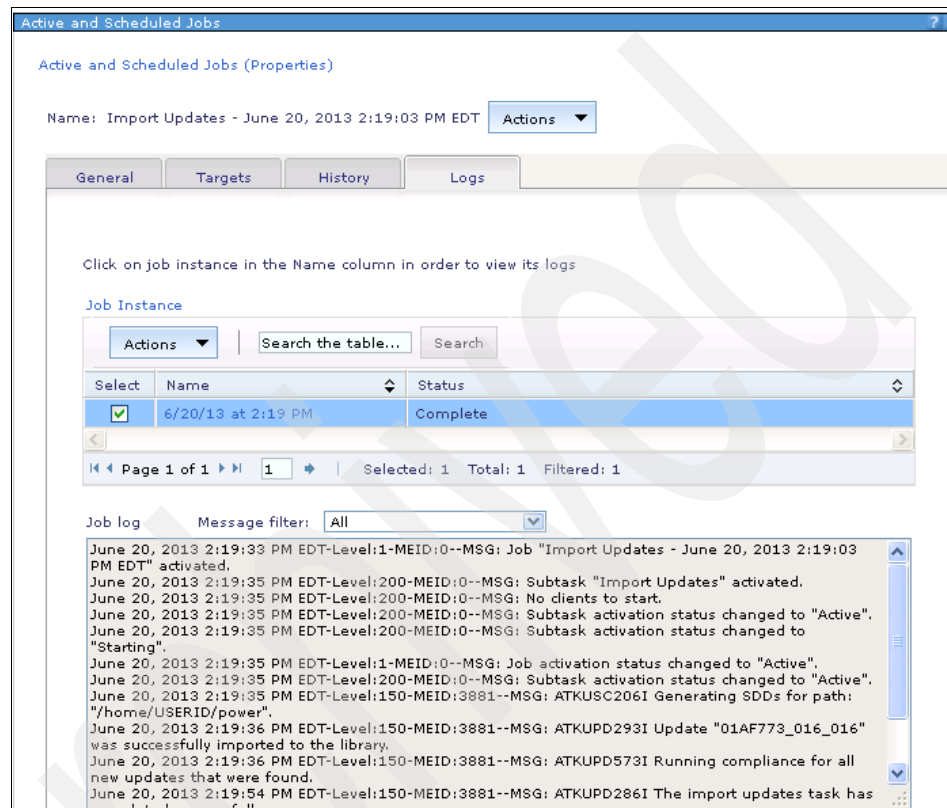 Active and Scheduled Jobs ?
Active and Scheduled Jobs (Properties)
Name: Import Updates - June 20, 2013 2:19:03 PM EDT Actions
General Targets History Logs
Click on job instance in the Name column in order to view its logs
Job Instance
Actions Search the table... Search
Select Name Status
6/20/13 at 2:19 PM Complete
Page 1 of 1 1 Selected: 1 Total: 1 Filtered: 1
Job log Message filter: All
June 20, 2013 2:19:33 PM EDT-Level:1-MEID:0--MSG: Job "Import Updates - June 20, 2013 2:19:03
PM EDT" activated.
June 20, 2013 2:19:35 PM EDT-Level:200-MEID:0--MSG: Subtask "Import Updates" activated.
June 20, 2013 2:19:35 PM EDT-Level:200-MEID:0--MSG: No clients to start.
June 20, 2013 2:19:35 PM EDT-Level:200-MEID:0--MSG: Subtask activation status changed to "Active".
June 20, 2013 2:19:35 PM EDT-Level:200-MEID:0--MSG: Subtask activation status changed to
"Starting".
June 20, 2013 2:19:35 PM EDT-Level:1-MEID:0--MSG: Job activation status changed to "Active".
June 20, 2013 2:19:35 PM EDT-Level:200-MEID:0--MSG: Subtask activation status changed to "Active".
June 20, 2013 2:19:35 PM EDT-Level:150-MEID:3881--MSG: ATKUSC206I Generating SDDs for path:
"/home/USERID/power".
June 20, 2013 2:19:36 PM EDT-Level:150-MEID:3881--MSG: ATKUPD293I Update "01AF773_016_016"
was successfully imported to the library.
June 20, 2013 2:19:36 PM EDT-Level:150-MEID:3881--MSG: ATKUPD573I Running compliance for all
new updates that were found.
June 20, 2013 2:19:54 PM EDT-Level:150-MEID:3881--MSG: ATKUPD286I The import updates task has